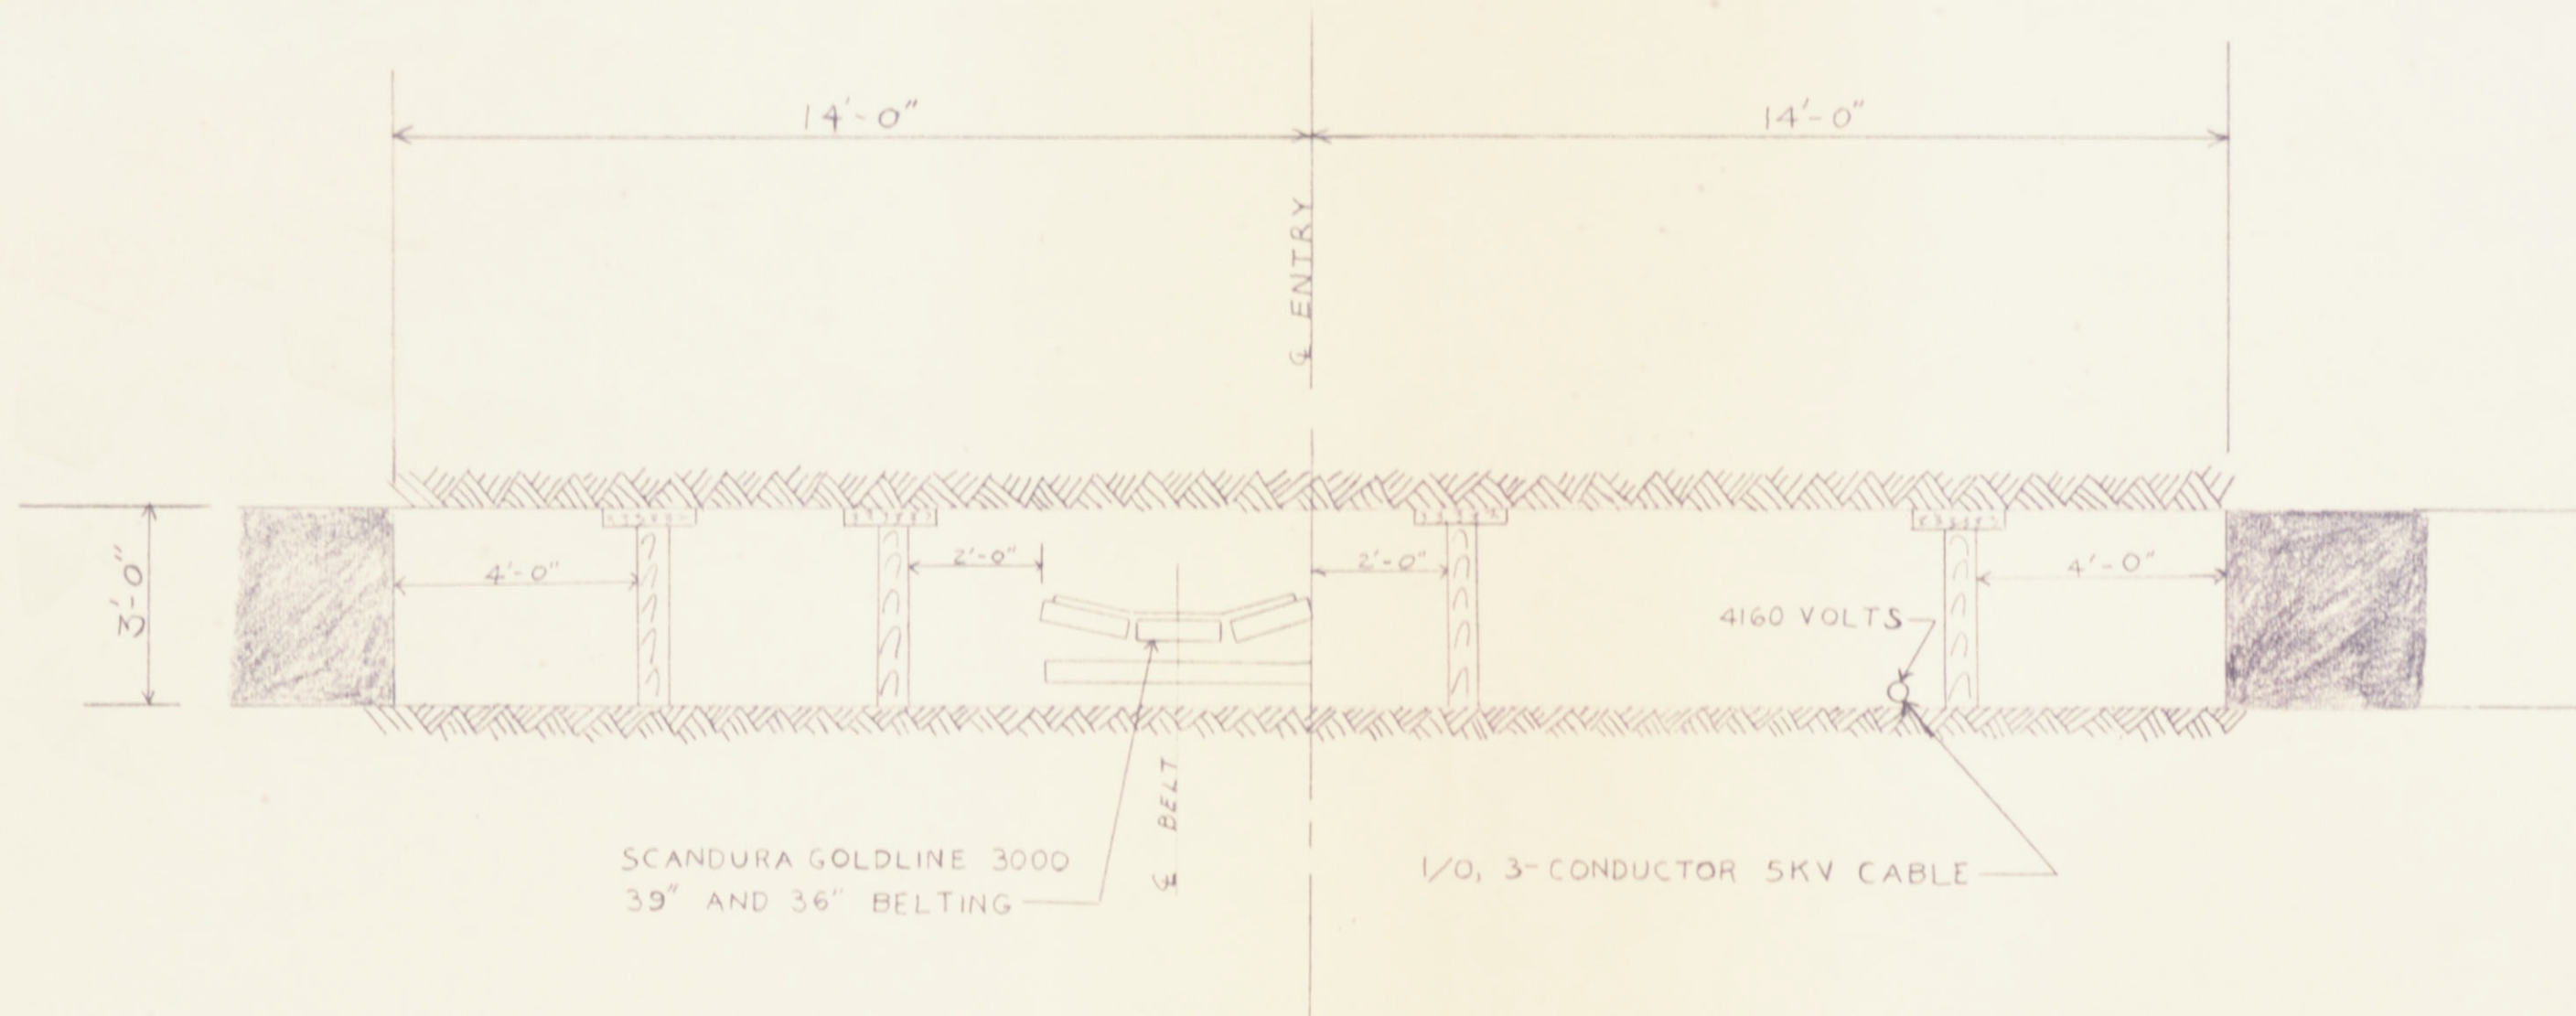 14'-0"
14'-0"
℄ ENTRY
3'-0"
4'-0"
2'-0"
2'-0"
4'-0"
4160 VOLTS
℄ BELT
SCANDURA GOLDLINE 3000
39" AND 36" BELTING
1/0, 3-CONDUCTOR 5KV CABLE